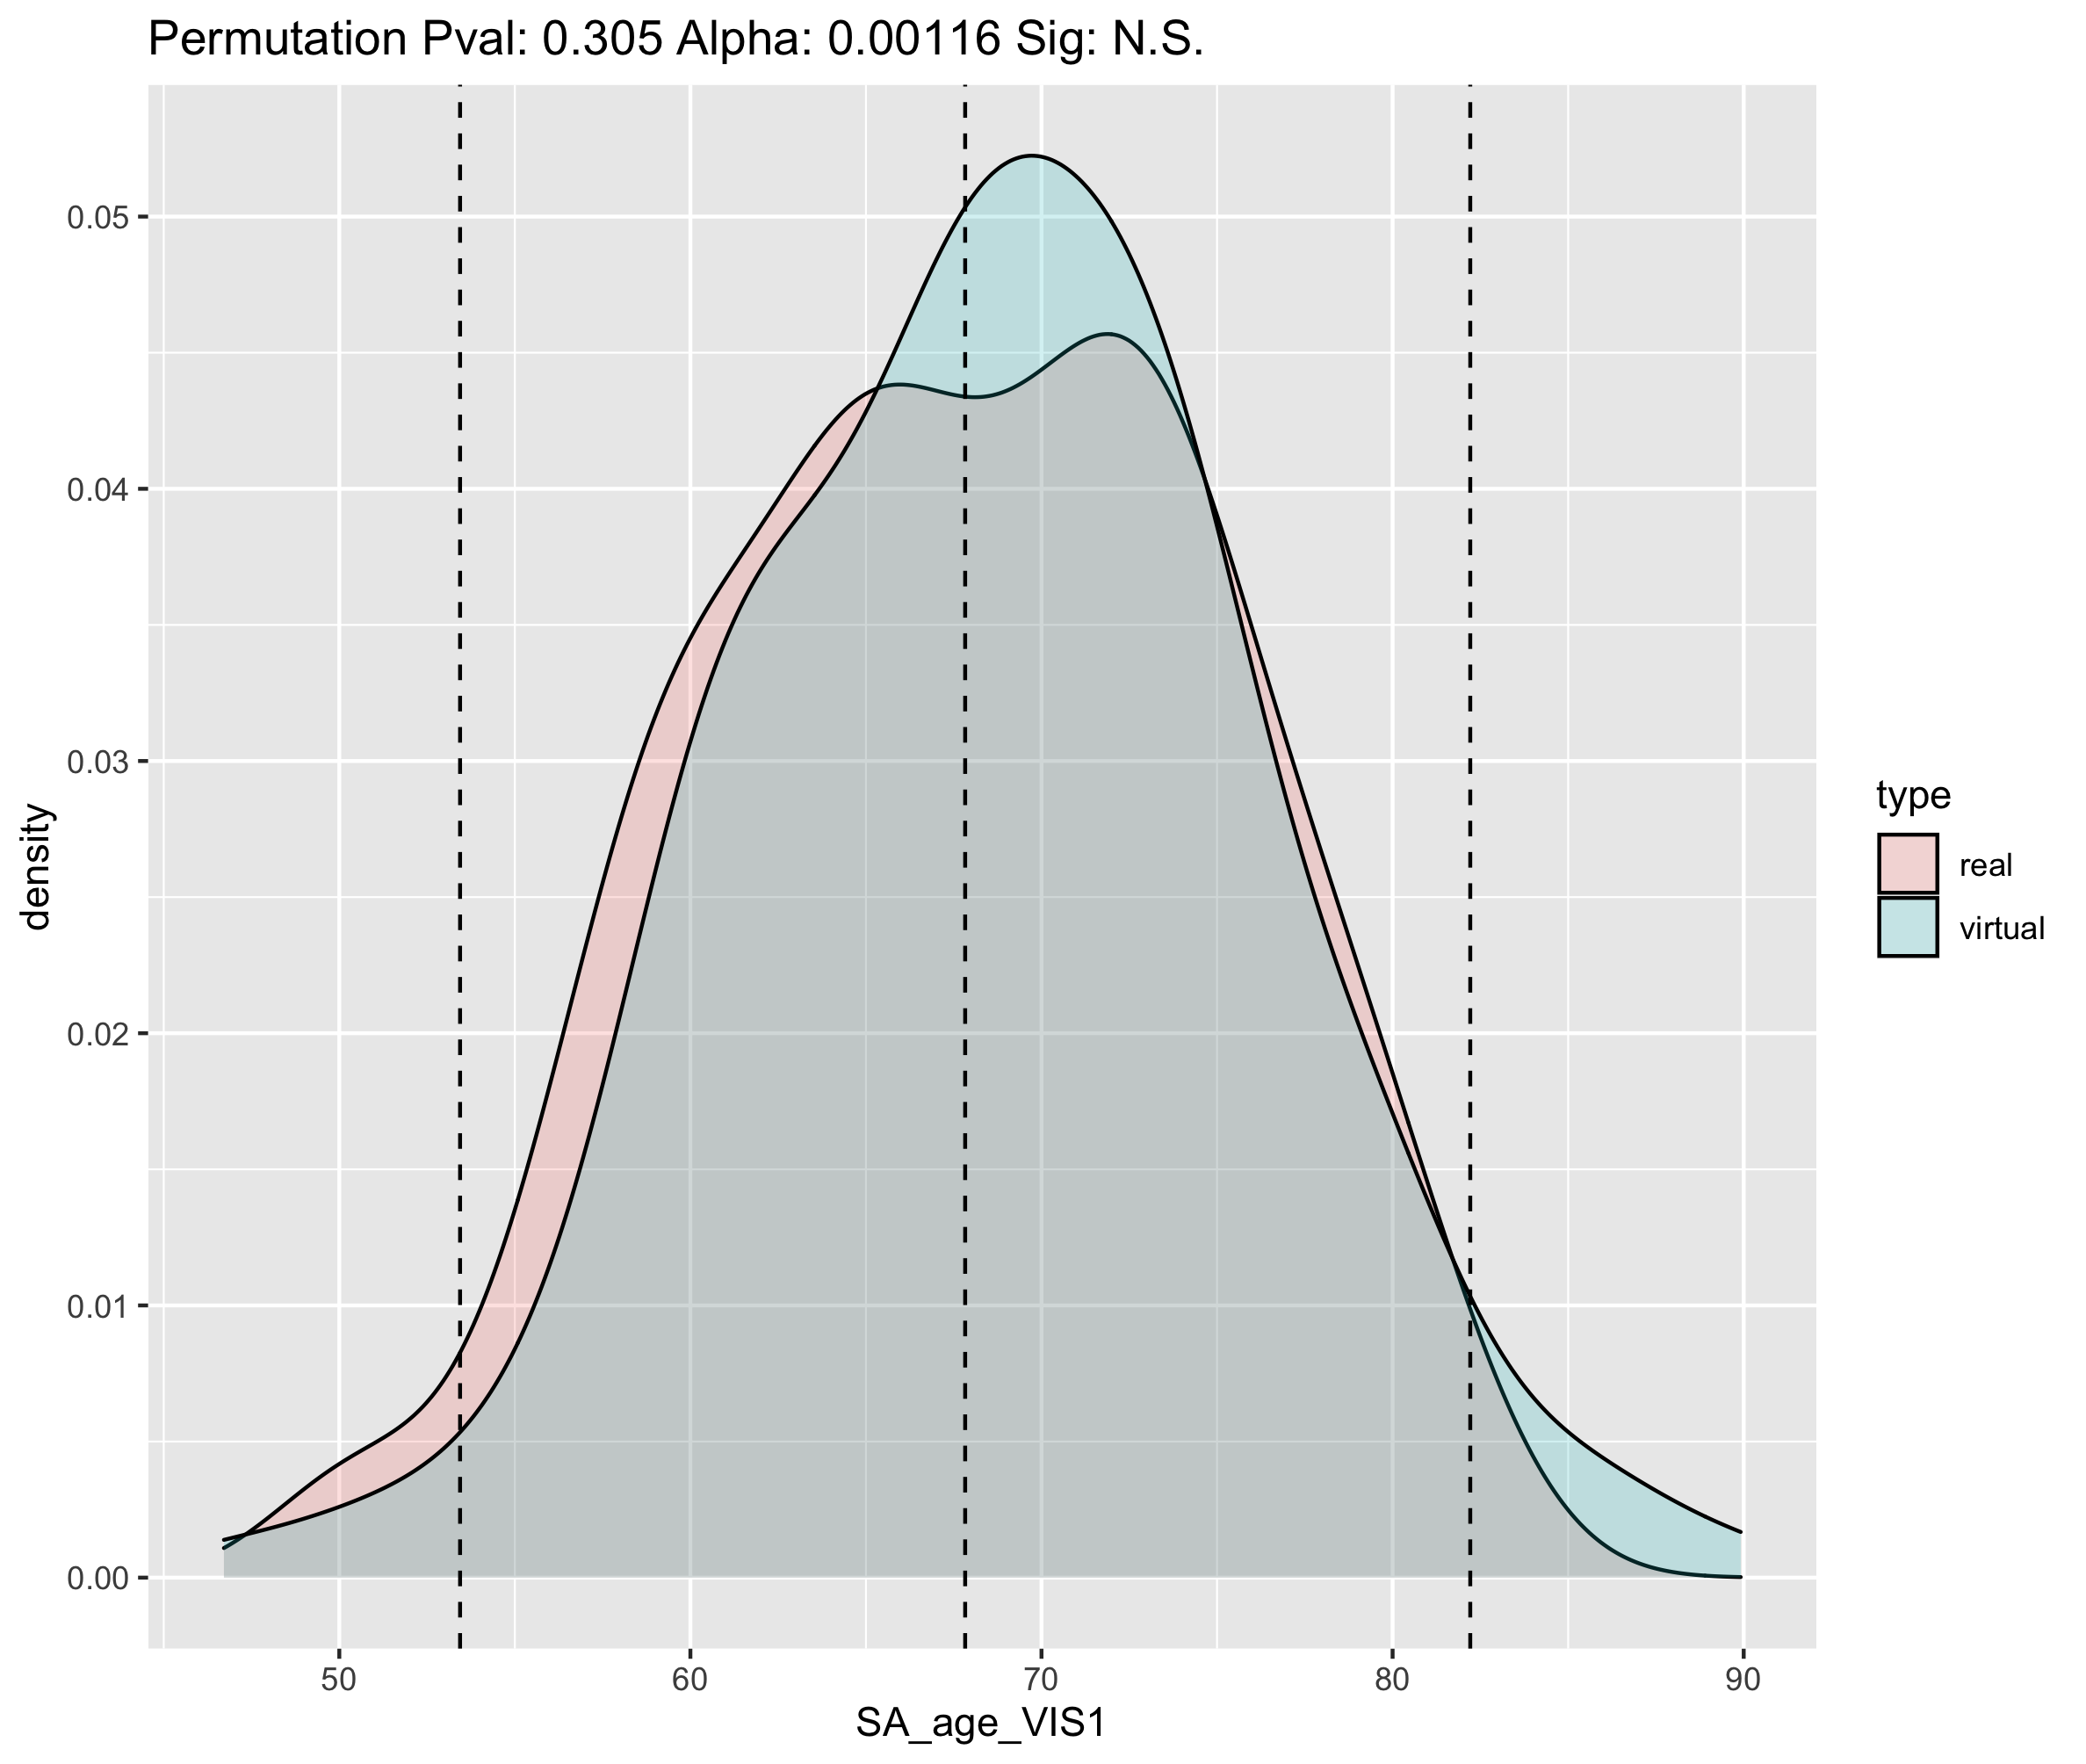 Permutation Pval: 0.305 Alpha: 0.00116 Sig: N.S.
0.05
0.04
0.03
0.02
0.01
0.00
density
50 60 70 80 90
SA_age_VIS1
type
real
virtual